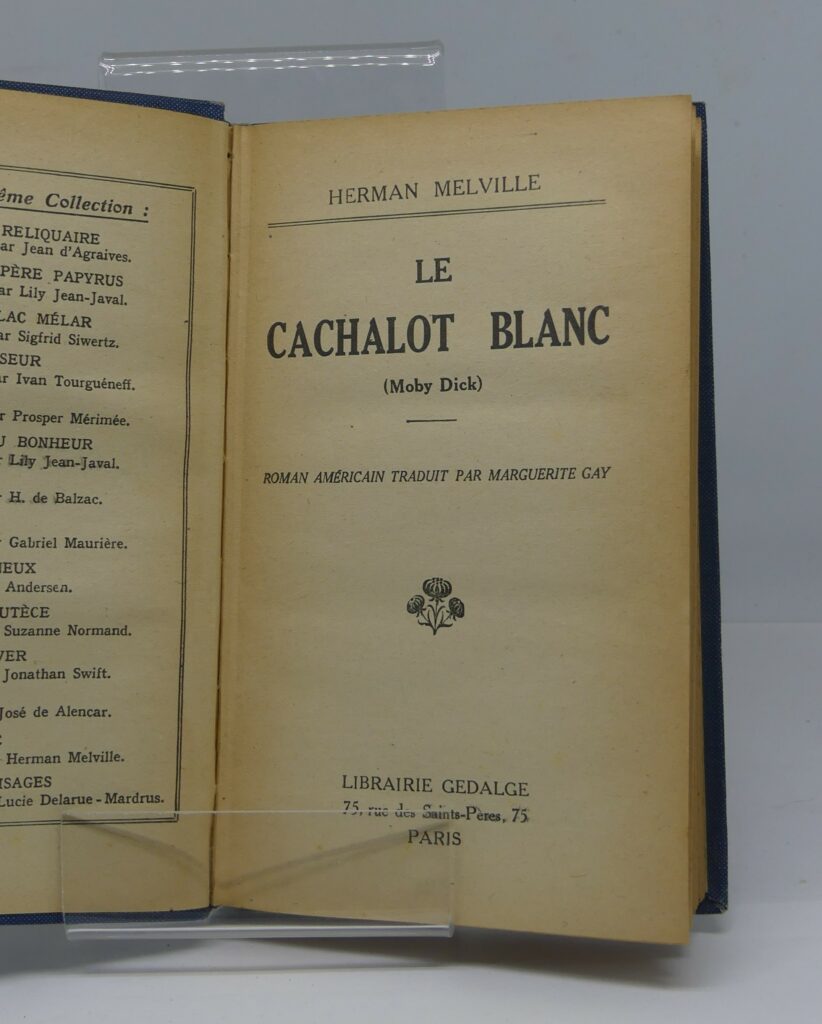 ême Collection :
RELIQUAIRE
ar Jean d'Agraives.
PÈRE PAPYRUS
ar Lily Jean-Javal.
LAC MÉLAR
ar Sigfrid Siwertz.
SEUR
r Ivan Tourguéneff.
r Prosper Mérimée.
U BONHEUR
r Lily Jean-Javal.
r H. de Balzac.
r Gabriel Maurière.
NEUX
Andersen.
UTÈCE
Suzanne Normand.
VER
Jonathan Swift.
José de Alencar.
C
Herman Melville.
ISAGES
Lucie Delarue-Mardrus.
HERMAN MELVILLE
LE
CACHALOT BLANC
(Moby Dick)
ROMAN AMÉRICAIN TRADUIT PAR MARGUERITE GAY
LIBRAIRIE GEDALGE
75, rue des Saints-Pères, 75
PARIS